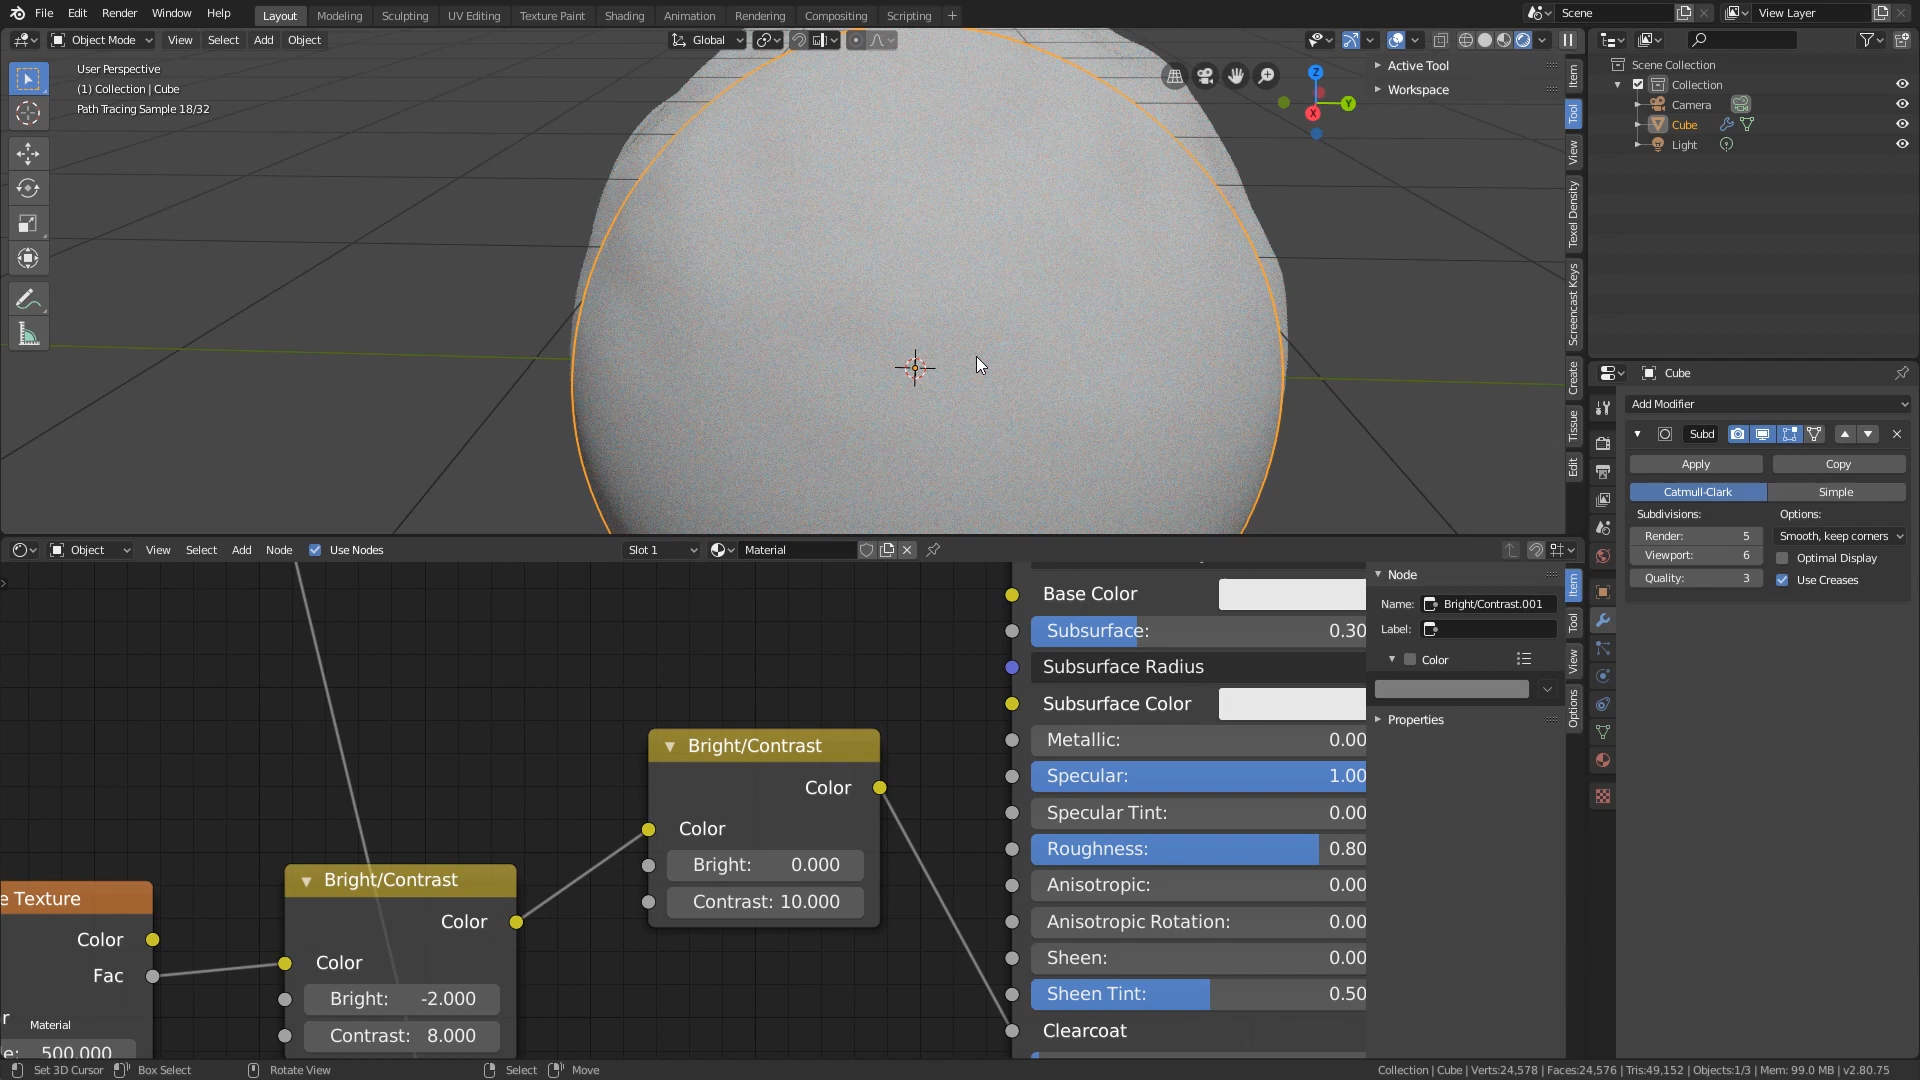 File Edit Render Window Help
Layout Modeling Sculpting UV Editing Texture Paint Shading Animation Rendering Compositing Scripting +
Scene View Layer
Object Mode View Select Add Object
Global
User Perspective
(1) Collection | Cube
Path Tracing Sample 18/32
Z
Y
X
Active Tool
Workspace
Item
Tool
View
Texel Density
Screencast Keys
Create
Tissue
Edit
Scene Collection
Collection
Camera
Cube
Light
Cube
Add Modifier
Subd
Apply Copy
Catmull-Clark Simple
Subdivisions: Options:
Render: 5 Smooth, keep corners
Viewport: 6 Optimal Display
Quality: 3 Use Creases
Object View Select Add Node Use Nodes Slot 1 Material
Base Color
Subsurface: 0.30
Subsurface Radius
Subsurface Color
Metallic: 0.00
Specular: 1.00
Specular Tint: 0.00
Roughness: 0.80
Anisotropic: 0.00
Anisotropic Rotation: 0.00
Sheen: 0.00
Sheen Tint: 0.50
Clearcoat
Bright/Contrast
Color
Color
Bright: 0.000
Contrast: 10.000
Bright/Contrast
Color
Color
Bright: -2.000
Contrast: 8.000
e Texture
Color
Fac
r
Material
e: 500.000
Node
Name: Bright/Contrast.001
Label:
Color
Properties
Item
Tool
View
Options
Set 3D Cursor Box Select Rotate View Select Move
Collection | Cube | Verts:24,578 | Faces:24,576 | Tris:49,152 | Objects:1/3 | Mem: 99.0 MB | v2.80.75